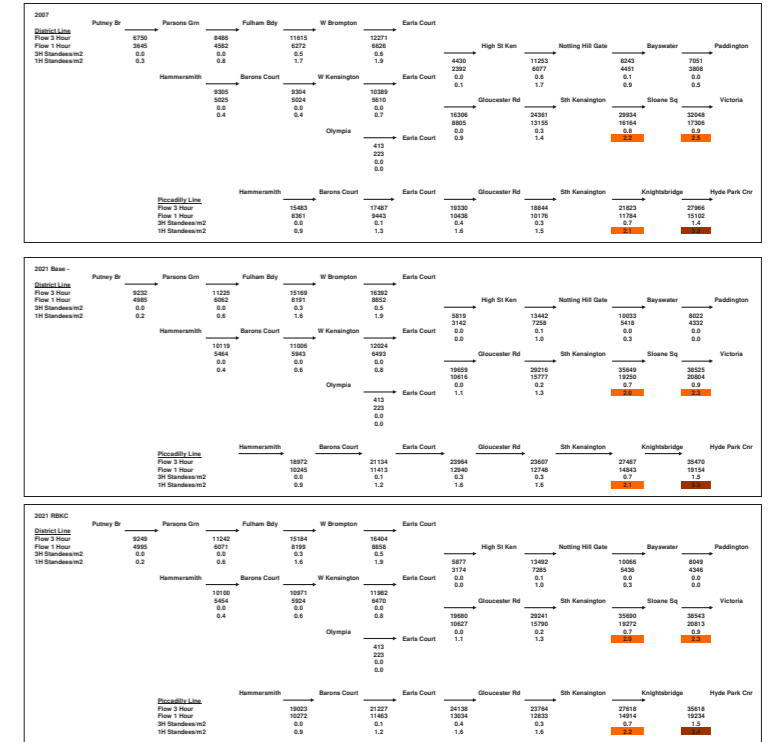 2007
Putney Br Parsons Grn Fulham Bdy W Brompton Earls Court
District Line
Flow 3 Hour 6750 8486 11615 12271
Flow 1 Hour 3645 4582 6272 6626 High St Ken Notting Hill Gate Bayswater Paddington
3H Standees/m2 0.0 0.0 0.5 0.6
1H Standees/m2 0.3 0.8 1.7 1.9
4430 11253 8243 7051
2392 6077 4451 3808
0.0 0.6 0.1 0.0
0.1 1.7 0.9 0.5
Hammersmith Barons Court W Kensington Earls Court
9305 9304 10389
5025 5024 5610
0.0 0.0 0.0
0.4 0.4 0.7
Gloucester Rd Sth Kensington Sloane Sq Victoria
16306 24361 29934 32048
8805 13155 16164 17306
0.0 0.3 0.8 0.9
0.9 1.4 2.2 2.5
Olympia Earls Court
413
223
0.0
0.0
Hammersmith Barons Court Earls Court Gloucester Rd Sth Kensington Knightsbridge Hyde Park Cnr
Piccadilly Line
Flow 3 Hour 15483 17487 19330 18844 21823 27966
Flow 1 Hour 8361 9443 10438 10176 11784 15102
3H Standees/m2 0.0 0.1 0.4 0.3 0.7 1.4
1H Standees/m2 0.9 1.3 1.6 1.5 2.1
2021 Base -
Putney Br Parsons Grn Fulham Bdy W Brompton Earls Court
District Line
Flow 3 Hour 9232 11225 15169 16392
Flow 1 Hour 4985 6062 8191 8852
3H Standees/m2 0.0 0.0 0.3 0.5
1H Standees/m2 0.2 0.6 1.6 1.9
High St Ken Notting Hill Gate Bayswater Paddington
5819 13442 10033 8022
3142 7258 5418 4332
0.0 0.1 0.0 0.0
0.0 1.0 0.3 0.0
Hammersmith Barons Court W Kensington Earls Court
10119 11006 12024
5464 5943 6493
0.0 0.0 0.0
0.4 0.6 0.8
Gloucester Rd Sth Kensington Sloane Sq Victoria
19659 29216 35649 38525
10616 15777 19250 20804
0.0 0.2 0.7 0.9
1.1 1.3 2.0 2.3
Olympia Earls Court
413
223
0.0
0.0
Hammersmith Barons Court Earls Court Gloucester Rd Sth Kensington Knightsbridge Hyde Park Cnr
Piccadilly Line
Flow 3 Hour 18972 21134 23964 23607 27487 35470
Flow 1 Hour 10245 11413 12940 12748 14843 19154
3H Standees/m2 0.0 0.1 0.3 0.3 0.7 1.5
1H Standees/m2 0.9 1.2 1.6 1.6 2.1
2021 RBKC
Putney Br Parsons Grn Fulham Bdy W Brompton Earls Court
District Line
Flow 3 Hour 9249 11242 15184 16404
Flow 1 Hour 4995 6071 8199 8858
3H Standees/m2 0.0 0.0 0.3 0.5
1H Standees/m2 0.2 0.6 1.6 1.9
High St Ken Notting Hill Gate Bayswater Paddington
5877 13492 10066 8049
3174 7285 5436 4346
0.0 0.1 0.0 0.0
0.0 1.0 0.3 0.0
Hammersmith Barons Court W Kensington Earls Court
10100 10971 11982
5454 5924 6470
0.0 0.0 0.0
0.4 0.6 0.8
Gloucester Rd Sth Kensington Sloane Sq Victoria
19680 29241 35690 38543
10627 15790 19272 20813
0.0 0.2 0.7 0.9
1.1 1.3 2.0 2.3
Olympia Earls Court
413
223
0.0
0.0
Hammersmith Barons Court Earls Court Gloucester Rd Sth Kensington Knightsbridge Hyde Park Cnr
Piccadilly Line
Flow 3 Hour 19023 21227 24138 23764 27618 35618
Flow 1 Hour 10272 11463 13034 12833 14914 19234
3H Standees/m2 0.0 0.1 0.4 0.3 0.7 1.5
1H Standees/m2 0.9 1.2 1.6 1.6 2.2